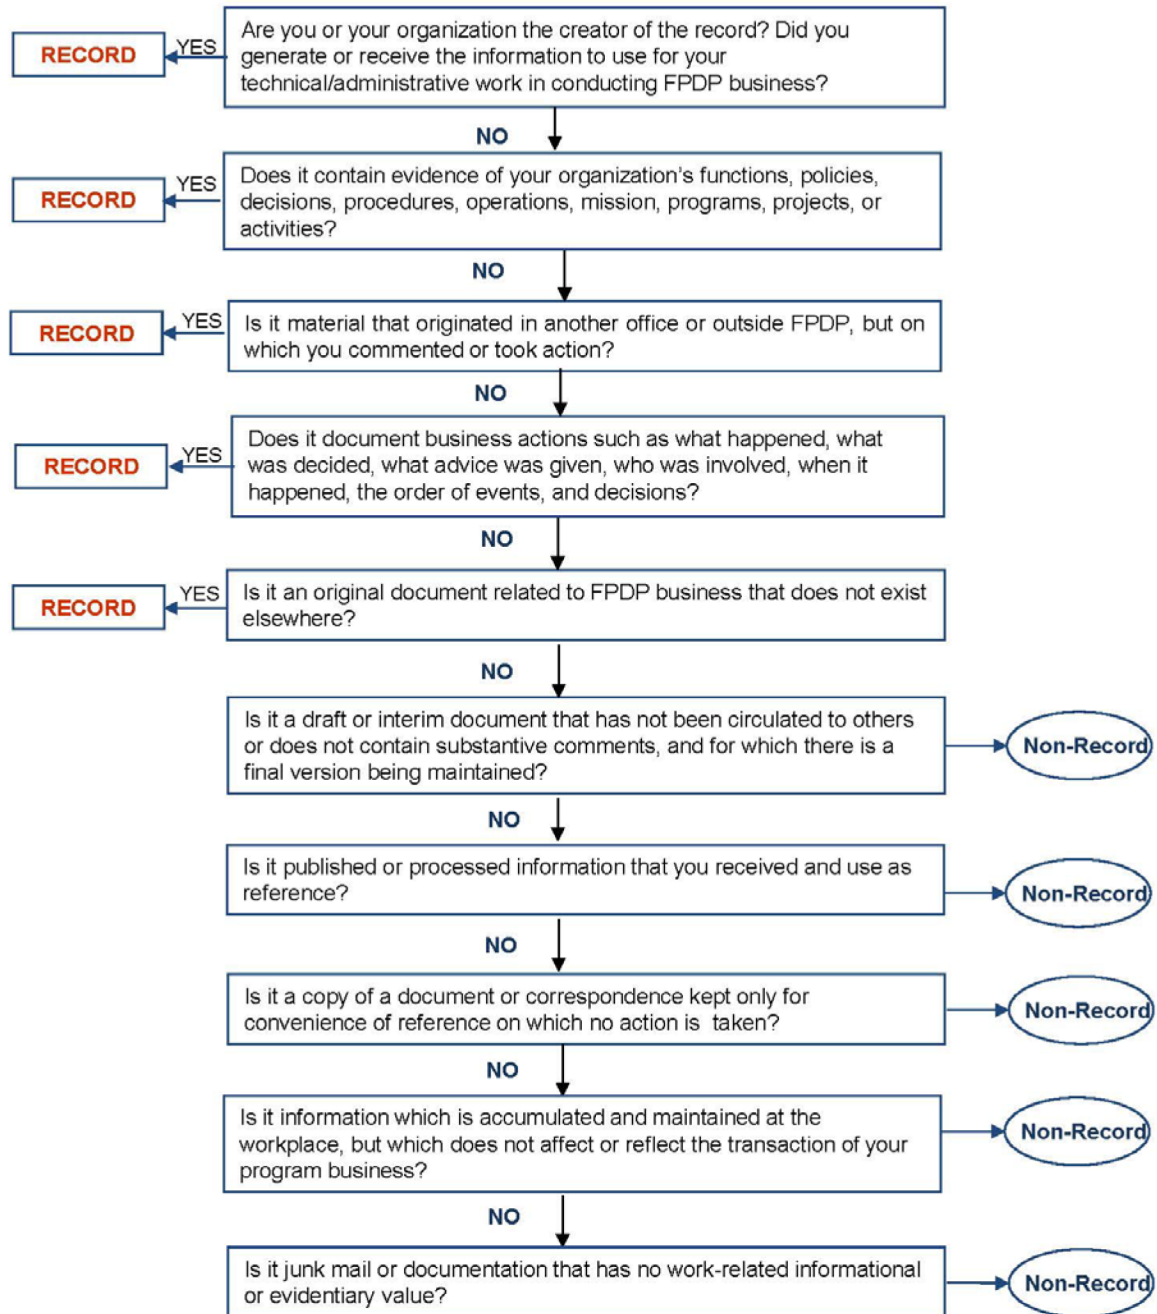 Are you or your organization the creator of the record? Did you
generate or receive the information to use for your
technical/administrative work in conducting FPDP business?
YES
RECORD
NO
Does it contain evidence of your organization's functions, policies,
decisions, procedures, operations, mission, programs, projects, or
activities?
YES
RECORD
NO
Is it material that originated in another office or outside FPDP, but on
which you commented or took action?
YES
RECORD
NO
Does it document business actions such as what happened, what
was decided, what advice was given, who was involved, when it
happened, the order of events, and decisions?
YES
RECORD
NO
Is it an original document related to FPDP business that does not exist
elsewhere?
YES
RECORD
NO
Is it a draft or interim document that has not been circulated to others
or does not contain substantive comments, and for which there is a
final version being maintained?
Non-Record
NO
Is it published or processed information that you received and use as
reference?
Non-Record
NO
Is it a copy of a document or correspondence kept only for
convenience of reference on which no action is taken?
Non-Record
NO
Is it information which is accumulated and maintained at the
workplace, but which does not affect or reflect the transaction of your
program business?
Non-Record
NO
Is it junk mail or documentation that has no work-related informational
or evidentiary value?
Non-Record